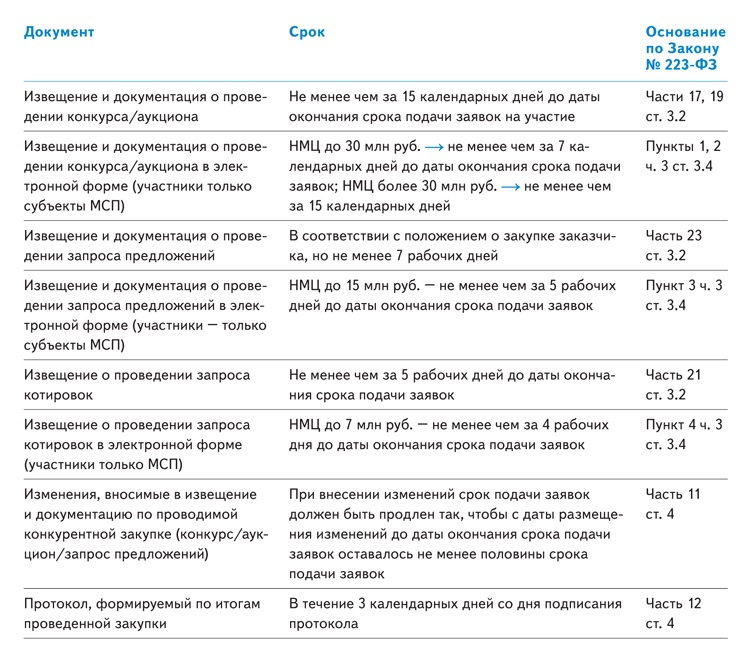 Документ
Срок
Основание
по Закону
№ 223-ФЗ
Извещение и документация о прове-
дении конкурса/аукциона
Не менее чем за 15 календарных дней до даты
окончания срока подачи заявок на участие
Части 17, 19
ст. 3.2
Извещение и документация о прове-
дении конкурса/аукциона в элек-
тронной форме (участники только
субъекты МСП)
НМЦ до 30 млн руб. → не менее чем за 7 ка-
лендарных дней до даты окончания срока подачи
заявок; НМЦ более 30 млн руб. → не менее чем
за 15 календарных дней
Пункты 1, 2
ч. 3 ст. 3.4
Извещение и документация о прове-
дении запроса предложений
В соответствии с положением о закупке заказчи-
ка, но не менее 7 рабочих дней
Часть 23
ст. 3.2
Извещение и документация о прове-
дении запроса предложений в элек-
тронной форме (участники — только
субъекты МСП)
НМЦ до 15 млн руб. — не менее чем за 5 рабочих
дней до даты окончания срока подачи заявок
Пункт 3 ч. 3
ст. 3.4
Извещение о проведении запроса
котировок
Не менее чем за 5 рабочих дней до даты оконча-
ния срока подачи заявок
Часть 21
ст. 3.2
Извещение о проведении запроса
котировок в электронной форме
(участники только МСП)
НМЦ до 7 млн руб. — не менее чем за 4 рабочих
дня до даты окончания срока подачи заявок
Пункт 4 ч. 3
ст. 3.4
Изменения, вносимые в извещение
и документацию по проводимой
конкурентной закупке (конкурс/аук-
цион/запрос предложений)
При внесении изменений срок подачи заявок
должен быть продлен так, чтобы с даты размеще-
ния изменений до даты окончания срока подачи
заявок оставалось не менее половины срока
подачи заявок
Часть 11
ст. 4
Протокол, формируемый по итогам
проведенной закупки
В течение 3 календарных дней со дня подписания
протокола
Часть 12
ст. 4